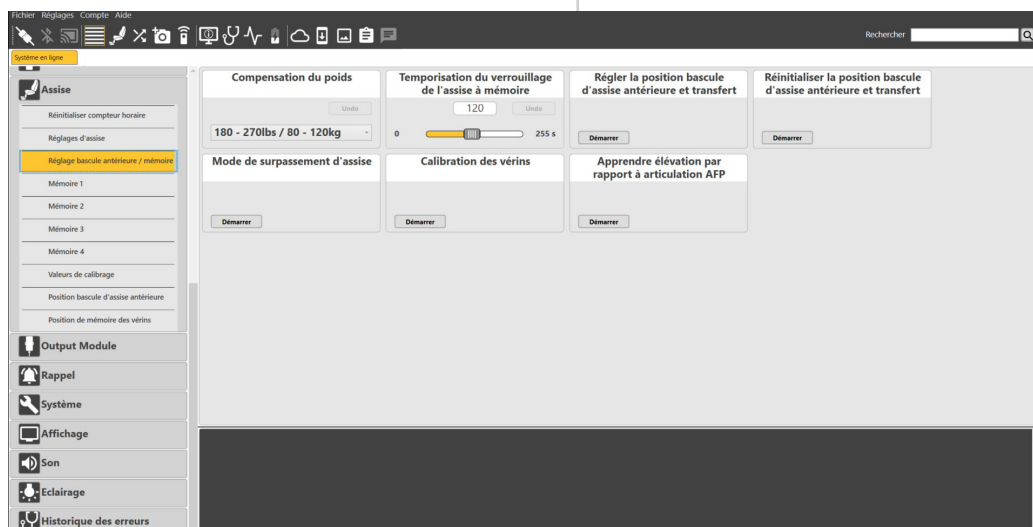 Fichier Réglages Compte Aide
Rechercher
Système en ligne
Assise
Réinitialiser compteur horaire
Réglages d'assise
Réglage bascule antérieure / mémoire
Mémoire 1
Mémoire 2
Mémoire 3
Mémoire 4
Valeurs de calibrage
Position bascule d'assise antérieure
Position de mémoire des vérins
Output Module
Rappel
Système
Affichage
Son
Eclairage
Historique des erreurs
Compensation du poids
Undo
180 - 270lbs / 80 - 120kg
Temporisation du verrouillage
de l'assise à mémoire
120 Undo
0 255 s
Régler la position bascule
d'assise antérieure et transfert
Démarrer
Réinitialiser la position bascule
d'assise antérieure et transfert
Démarrer
Mode de surpassement d'assise
Démarrer
Calibration des vérins
Démarrer
Apprendre élévation par
rapport à articulation AFP
Démarrer